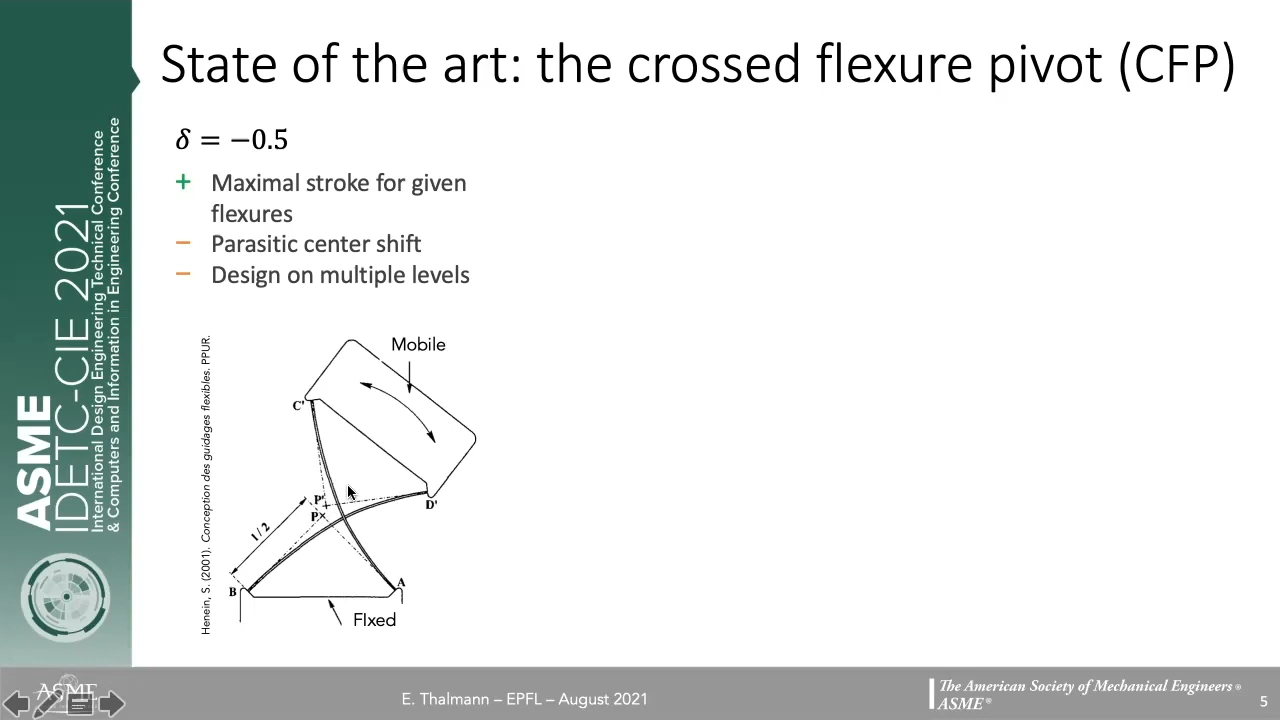 State of the art: the crossed flexure pivot (CFP)
δ = −0.5
+ Maximal stroke for given
flexures
− Parasitic center shift
− Design on multiple levels
Henein, S. (2001). Conception des guidages flexibles. PPUR.
Mobile
C'
P'
P
D'
l / 2
B
A
FIxed
ASME
IDETC-CIE 2021
International Design Engineering Technical Conference
& Computers and Information in Engineering Conference
ASME
E. Thalmann – EPFL – August 2021
The American Society of Mechanical Engineers ®
ASME ®
5